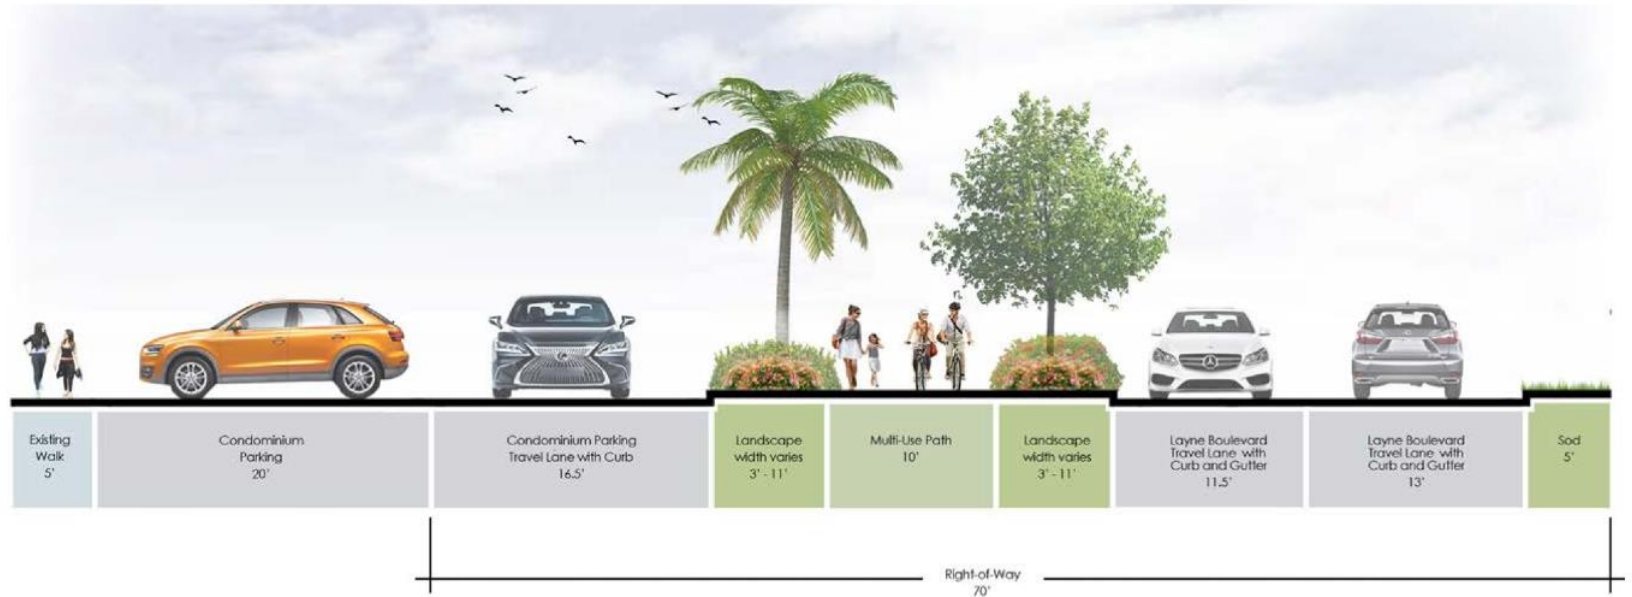 Existing
Walk
5'
Condominium
Parking
20'
Condominium Parking
Travel Lane with Curb
16.5'
Landscape
width varies
3' - 11'
Multi-Use Path
10'
Landscape
width varies
3' - 11'
Layne Boulevard
Travel Lane with
Curb and Gutter
11.5'
Layne Boulevard
Travel Lane with
Curb and Gutter
13'
Sod
5'
Right-of-Way
70'